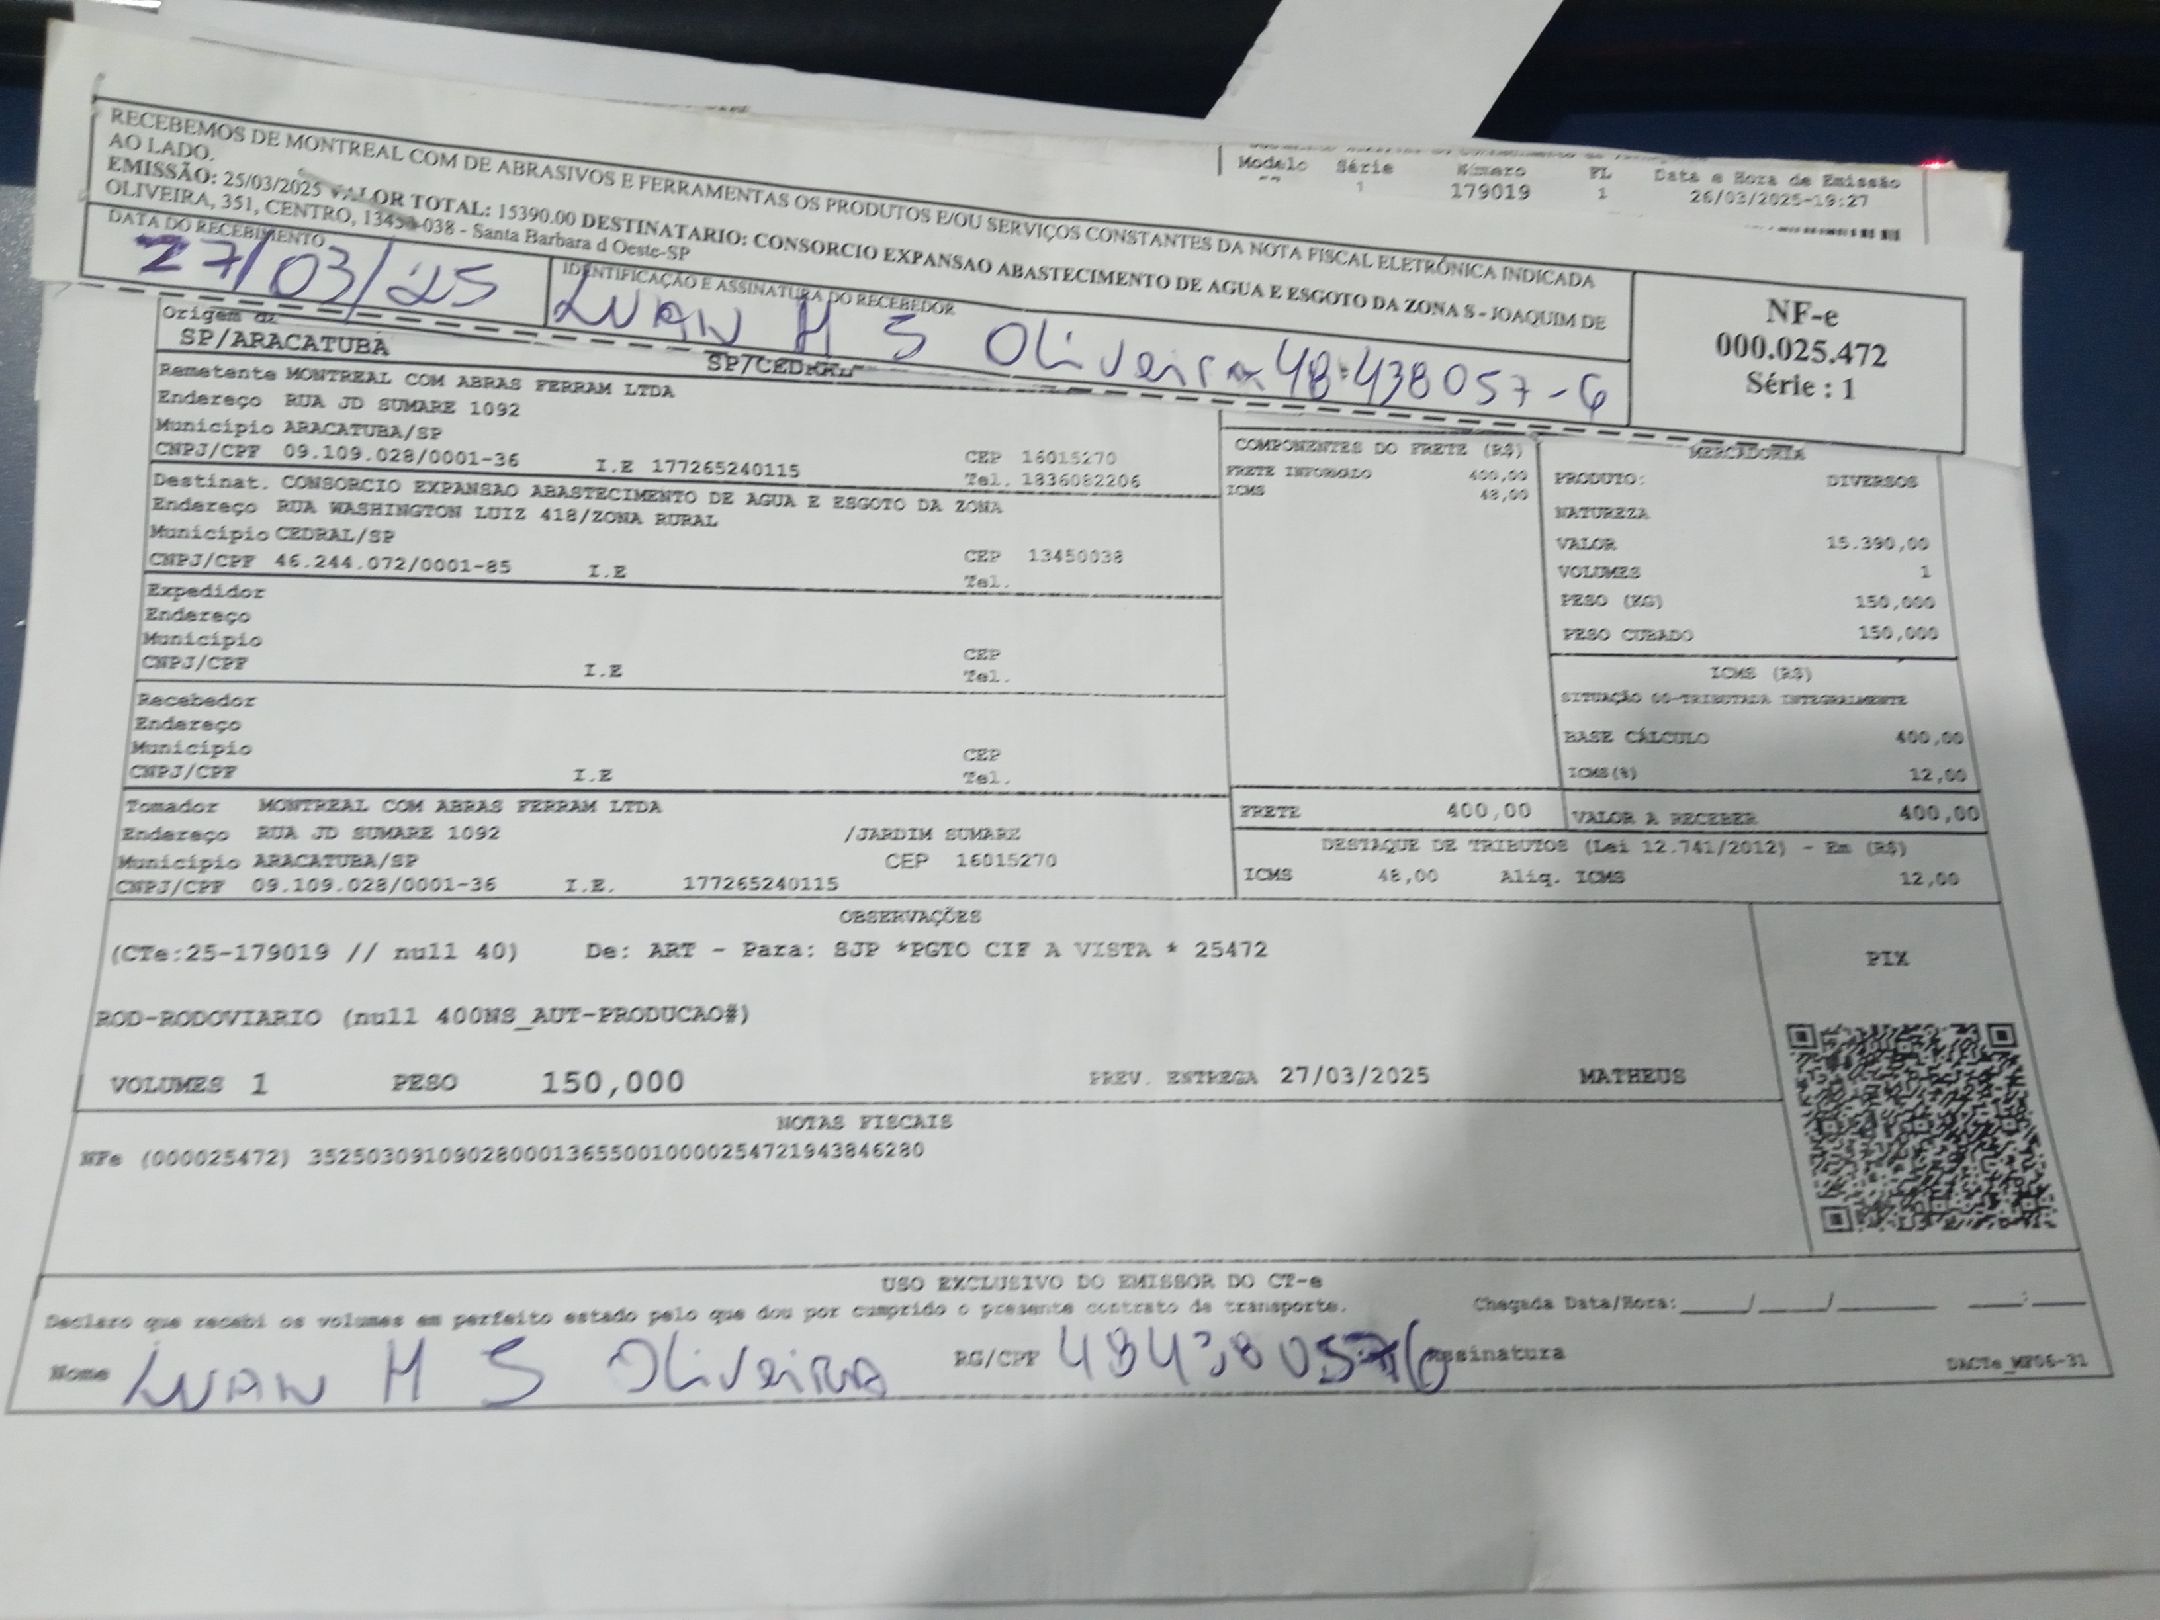 RECEBEMOS DE MONTREAL COM DE ABRASIVOS E FERRAMENTAS OS PRODUTOS E/OU SERVIÇOS CONSTANTES DA NOTA FISCAL ELETRÔNICA INDICADA
AO LADO.
EMISSÃO: 25/03/2025 VALOR TOTAL: 15390.00 DESTINATARIO: CONSORCIO EXPANSAO ABASTECIMENTO DE AGUA E ESGOTO DA ZONA S - JOAQUIM DE
OLIVEIRA, 351, CENTRO, 13450-038 - Santa Barbara d Oeste-SP
DATA DO RECEBIMENTO
27/03/25
IDENTIFICAÇÃO E ASSINATURA DO RECEBEDOR
LUAN M S Oliveira 48.438057-6
NF-e
000.025.472
Série : 1
Modelo Série Número FL Data e Hora de Emissão
1 179019 1 26/03/2025-19:27
Origem
SP/ARACATUBA SP/CEDRAL
Remetente MONTREAL COM ABRAS FERRAM LTDA
Endereço RUA JD SUMARE 1092
Município ARACATUBA/SP
CNPJ/CPF 09.109.028/0001-36 I.E 177265240115
CEP 16015270
Tel. 1836082206
Destinat. CONSORCIO EXPANSAO ABASTECIMENTO DE AGUA E ESGOTO DA ZONA
Endereço RUA WASHINGTON LUIZ 418/ZONA RURAL
Município CEDRAL/SP
CNPJ/CPF 46.244.072/0001-85 I.E
CEP 13450038
Tel.
Expedidor
Endereço
Município
CNPJ/CPF I.E
CEP
Tel.
Recebedor
Endereço
Município
CNPJ/CPF I.E
CEP
Tel.
Tomador MONTREAL COM ABRAS FERRAM LTDA
Endereço RUA JD SUMARE 1092 /JARDIM SUMARE
Município ARACATUBA/SP CEP 16015270
CNPJ/CPF 09.109.028/0001-36 I.E. 177265240115
COMPONENTES DO FRETE (R$)
FRETE INFORMADO 400,00
ICMS 48,00
MERCADORIA
PRODUTO: DIVERSOS
NATUREZA
VALOR 15.390,00
VOLUMES 1
PESO (KG) 150,000
PESO CUBADO 150,000
ICMS (R$)
SITUAÇÃO 00-TRIBUTADA INTEGRALMENTE
BASE CÁLCULO 400,00
ICMS(%) 12,00
FRETE 400,00 VALOR A RECEBER 400,00
DESTAQUE DE TRIBUTOS (Lei 12.741/2012) - Em (R$)
ICMS 48,00 Aliq. ICMS 12,00
OBSERVAÇÕES
(CTe:25-179019 // null 40) De: ART - Para: SJP *PGTO CIF A VISTA * 25472
ROD-RODOVIARIO (null 400NS_AUT-PRODUCAO#)
VOLUMES 1 PESO 150,000 PREV. ENTREGA 27/03/2025 MATHEUS
PIX
NOTAS FISCAIS
NFe (000025472) 35250309109028000136550010000254721943846280
USO EXCLUSIVO DO EMISSOR DO CT-e
Declaro que recebi os volumes em perfeito estado pelo que dou por cumprido o presente contrato de transporte. Chegada Data/Hora:____/____/______ ___:___
Nome LUAN M S Oliveira RG/CPF 484380576 Assinatura
DACTe_MP06-31